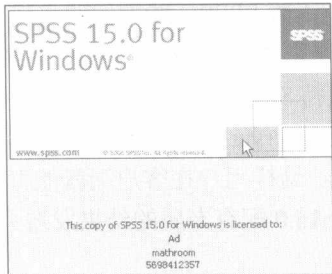 SPSS 15.0 for
Windows®
SPSS
www.spss.com
This copy of SPSS 15.0 for Windows is licensed to:
Ad
mathroom
5698412357